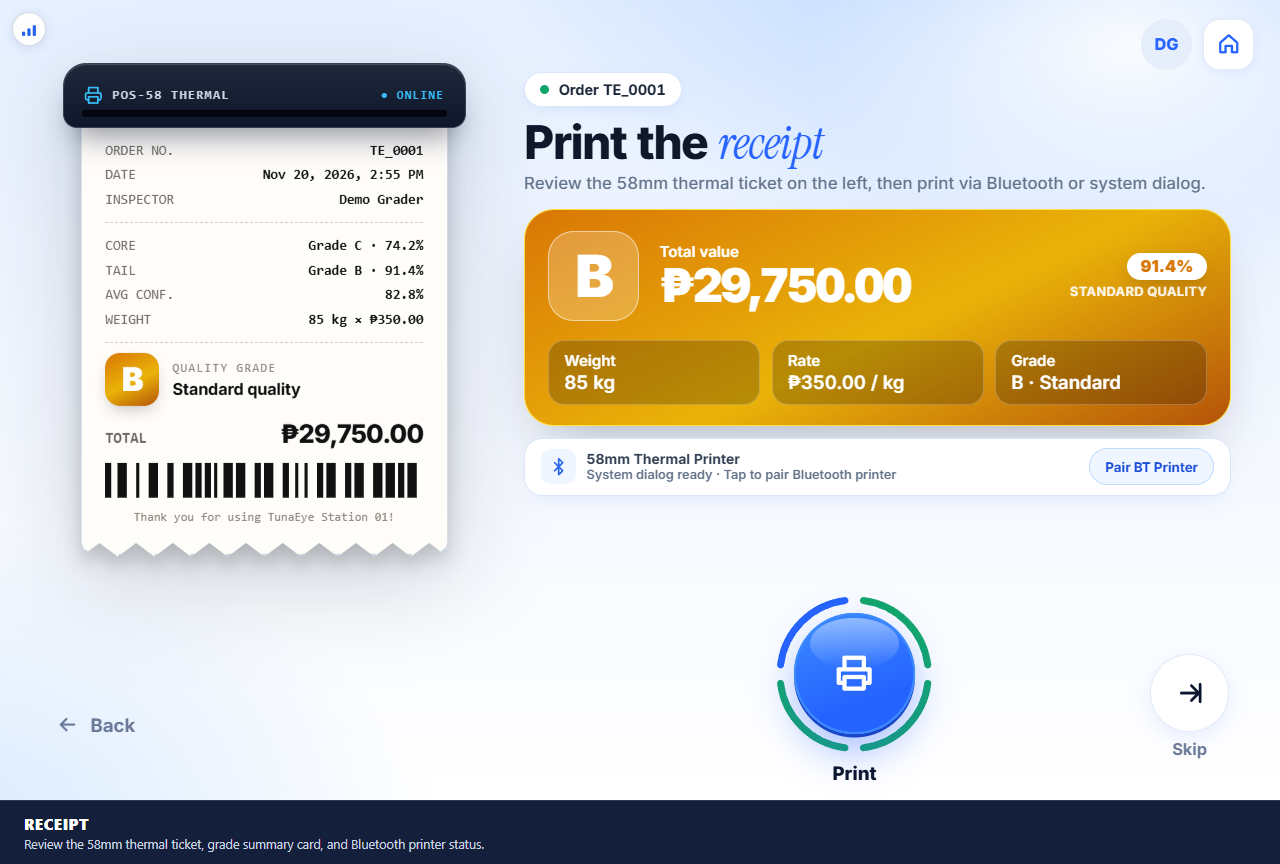 DG
POS-58 THERMAL
● ONLINE
ORDER NO. TE_0001
DATE Nov 20, 2026, 2:55 PM
INSPECTOR Demo Grader
CORE Grade C · 74.2%
TAIL Grade B · 91.4%
AVG CONF. 82.8%
WEIGHT 85 kg × ₱350.00
B
QUALITY GRADE
Standard quality
TOTAL ₱29,750.00
Thank you for using TunaEye Station 01!
Order TE_0001
Print the receipt
Review the 58mm thermal ticket on the left, then print via Bluetooth or system dialog.
B
Total value
₱29,750.00
91.4%
STANDARD QUALITY
Weight
85 kg
Rate
₱350.00 / kg
Grade
B · Standard
58mm Thermal Printer
System dialog ready · Tap to pair Bluetooth printer
Pair BT Printer
Back
Print
Skip
RECEIPT
Review the 58mm thermal ticket, grade summary card, and Bluetooth printer status.